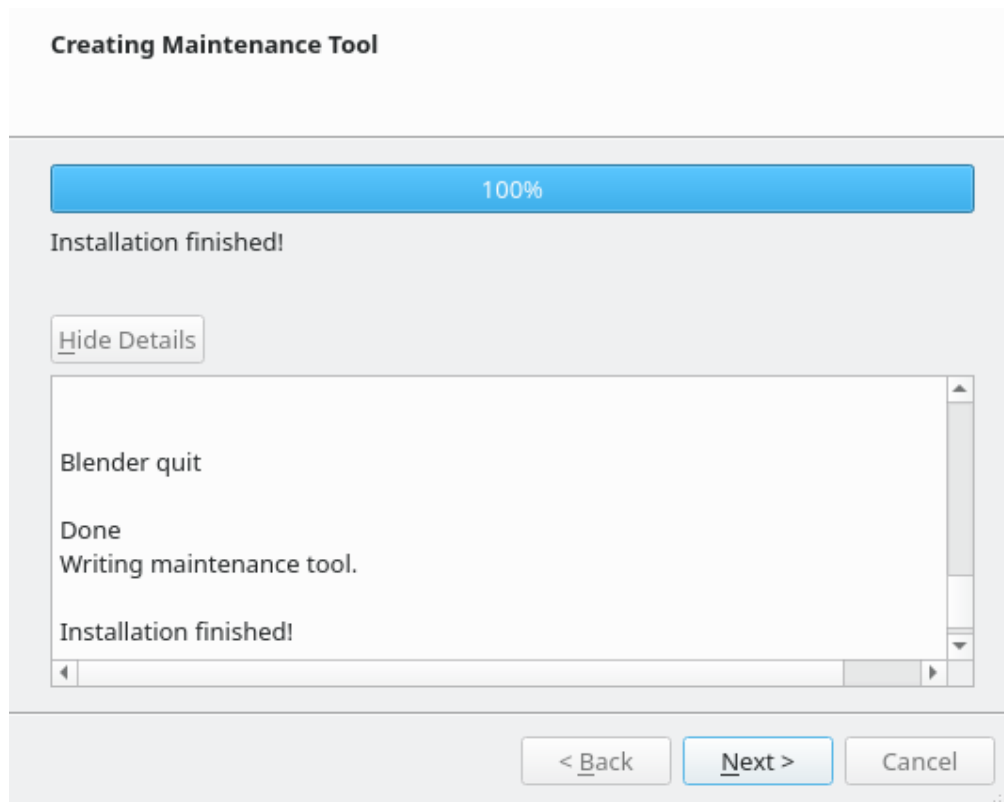 Creating Maintenance Tool
100%
Installation finished!
Hide Details
Blender quit
Done
Writing maintenance tool.
Installation finished!
< Back
Next >
Cancel